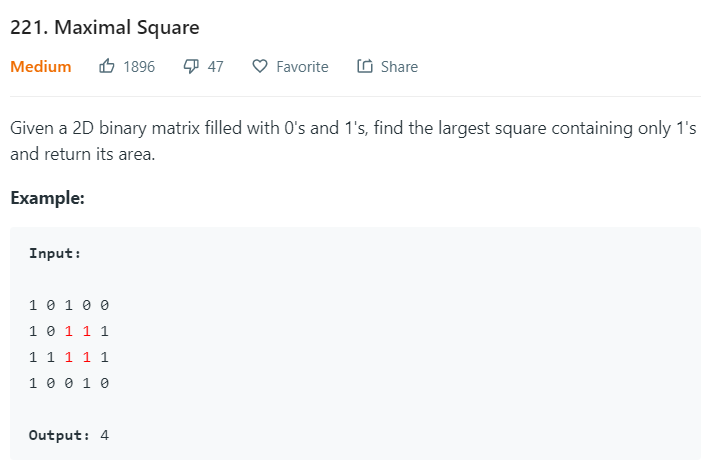 221. Maximal Square
Medium 1896 47 Favorite Share
Given a 2D binary matrix filled with 0's and 1's, find the largest square containing only 1's
and return its area.
Example:
Input:
1 0 1 0 0
1 0 1 1 1
1 1 1 1 1
1 0 0 1 0
Output: 4